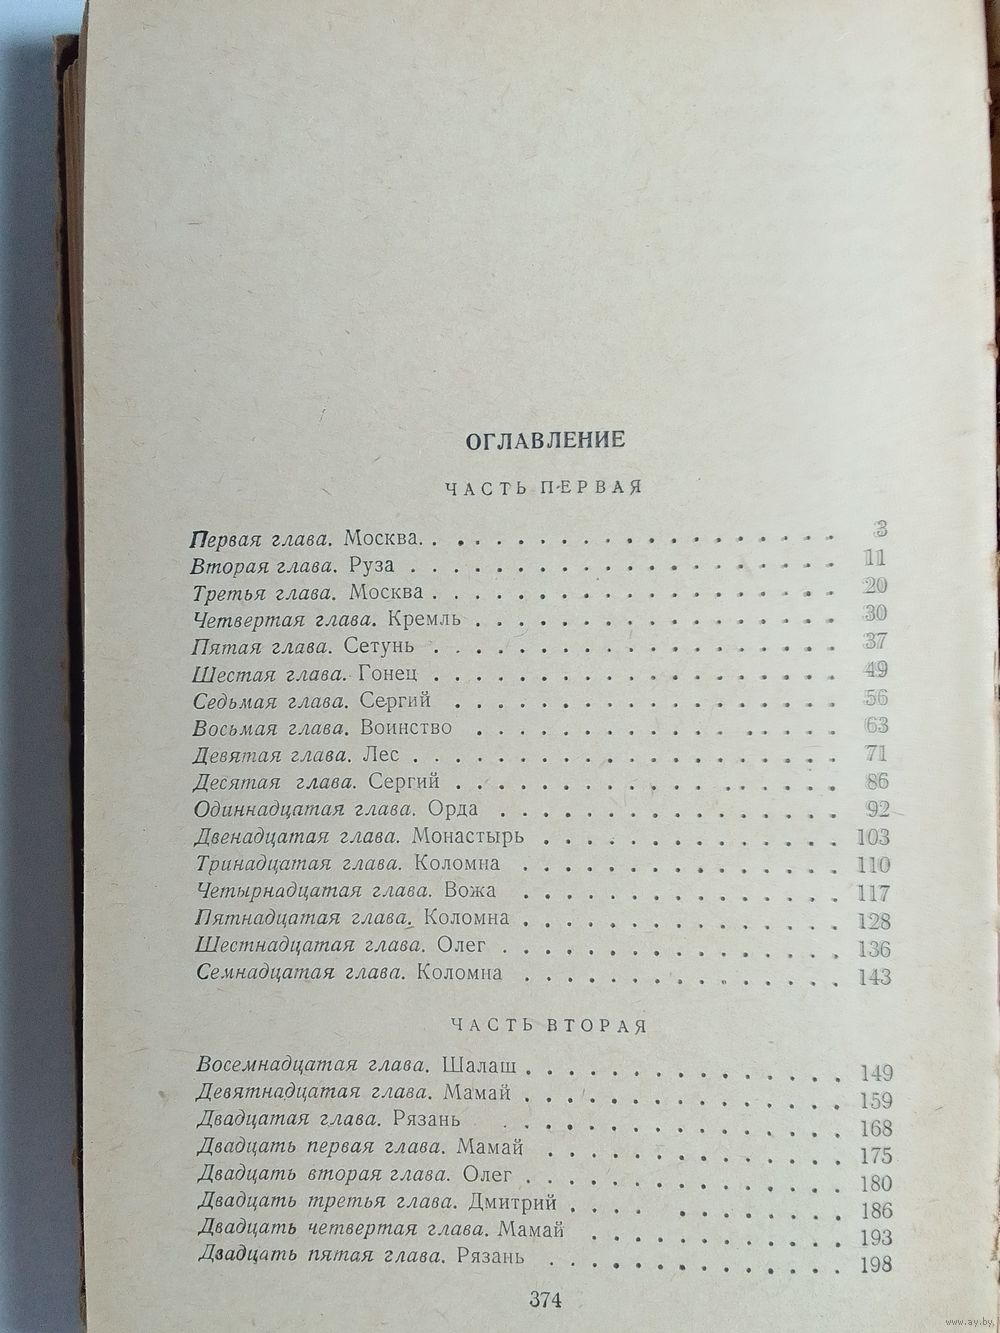 ОГЛАВЛЕНИЕ
ЧАСТЬ ПЕРВАЯ
Первая глава. Москва. . . . . . . . . . . . . . . . . . . . 3
Вторая глава. Руза . . . . . . . . . . . . . . . . . . . . 11
Третья глава. Москва . . . . . . . . . . . . . . . . . . . 20
Четвертая глава. Кремль . . . . . . . . . . . . . . . . . 30
Пятая глава. Сетунь . . . . . . . . . . . . . . . . . . . 37
Шестая глава. Гонец . . . . . . . . . . . . . . . . . . . 49
Седьмая глава. Сергий . . . . . . . . . . . . . . . . . . 56
Восьмая глава. Воинство . . . . . . . . . . . . . . . . . 63
Девятая глава. Лес . . . . . . . . . . . . . . . . . . . . 71
Десятая глава. Сергий . . . . . . . . . . . . . . . . . . 86
Одиннадцатая глава. Орда . . . . . . . . . . . . . . . . 92
Двенадцатая глава. Монастырь . . . . . . . . . . . . . . 103
Тринадцатая глава. Коломна . . . . . . . . . . . . . . . 110
Четырнадцатая глава. Вожа . . . . . . . . . . . . . . . 117
Пятнадцатая глава. Коломна . . . . . . . . . . . . . . . 128
Шестнадцатая глава. Олег . . . . . . . . . . . . . . . . 136
Семнадцатая глава. Коломна . . . . . . . . . . . . . . . 143
ЧАСТЬ ВТОРАЯ
Восемнадцатая глава. Шалаш . . . . . . . . . . . . . . . 149
Девятнадцатая глава. Мамай . . . . . . . . . . . . . . . 159
Двадцатая глава. Рязань . . . . . . . . . . . . . . . . 168
Двадцать первая глава. Мамай . . . . . . . . . . . . . . 175
Двадцать вторая глава. Олег . . . . . . . . . . . . . . . 180
Двадцать третья глава. Дмитрий . . . . . . . . . . . . 186
Двадцать четвертая глава. Мамай . . . . . . . . . . . . 193
Двадцать пятая глава. Рязань . . . . . . . . . . . . . . 198
374
www.ay.by